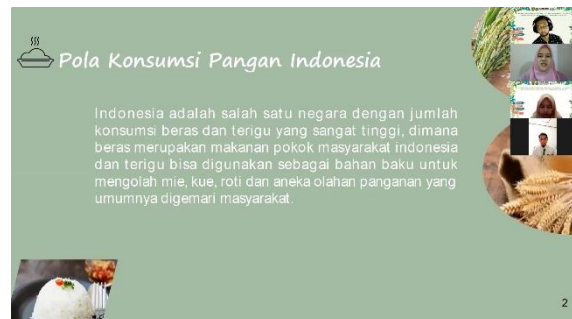 Pola Konsumsi Pangan Indonesia
Indonesia adalah salah satu negara dengan jumlah
konsumsi beras dan terigu yang sangat tinggi, dimana
beras merupakan makanan pokok masyarakat indonesia
dan terigu bisa digunakan sebagai bahan baku untuk
mengolah mie, kue, roti dan aneka olahan panganan yang
umumnya digemari masyarakat.
2